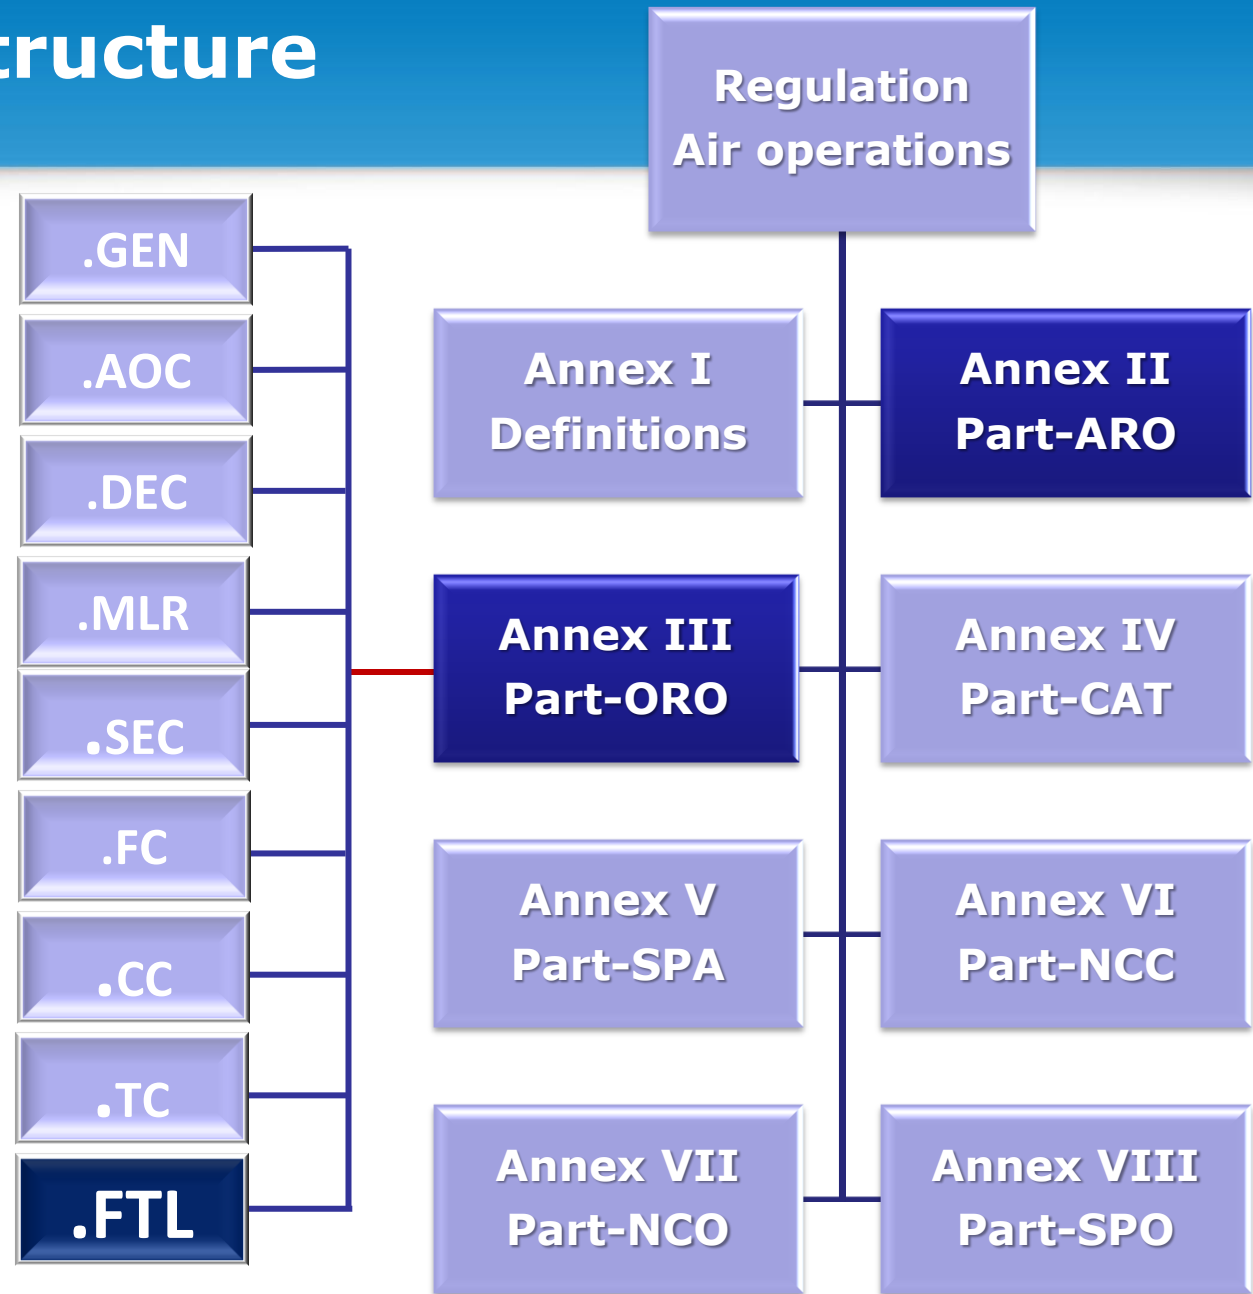 tructure
Regulation
Air operations
.GEN
.AOC
.DEC
.MLR
.SEC
.FC
.CC
.TC
.FTL
Annex I
Definitions
Annex II
Part-ARO
Annex III
Part-ORO
Annex IV
Part-CAT
Annex V
Part-SPA
Annex VI
Part-NCC
Annex VII
Part-NCO
Annex VIII
Part-SPO